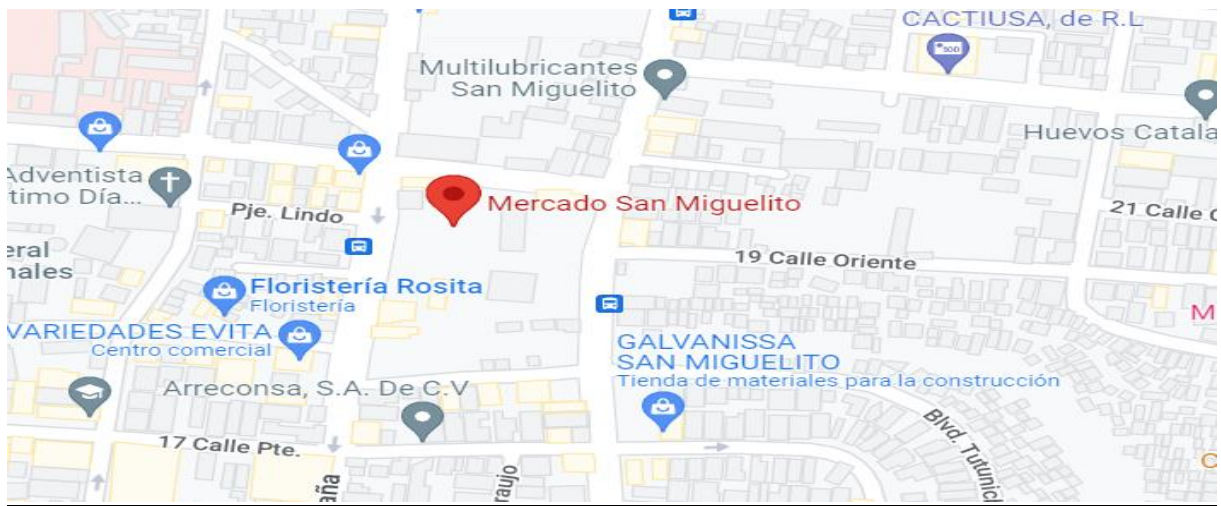 CACTIUSA, de R.L
Multilubricantes
San Miguelito
Huevos Catala
Adventista
timo Día...
Pje. Lindo
Mercado San Miguelito
21 Calle O
eral
nales
19 Calle Oriente
Floristería Rosita
Floristería
VARIEDADES EVITA
Centro comercial
GALVANISSA
SAN MIGUELITO
Tienda de materiales para la construcción
M
Arreconsa, S.A. De C.V
17 Calle Pte.
Blvd. Tutunich
aña
raujo
C